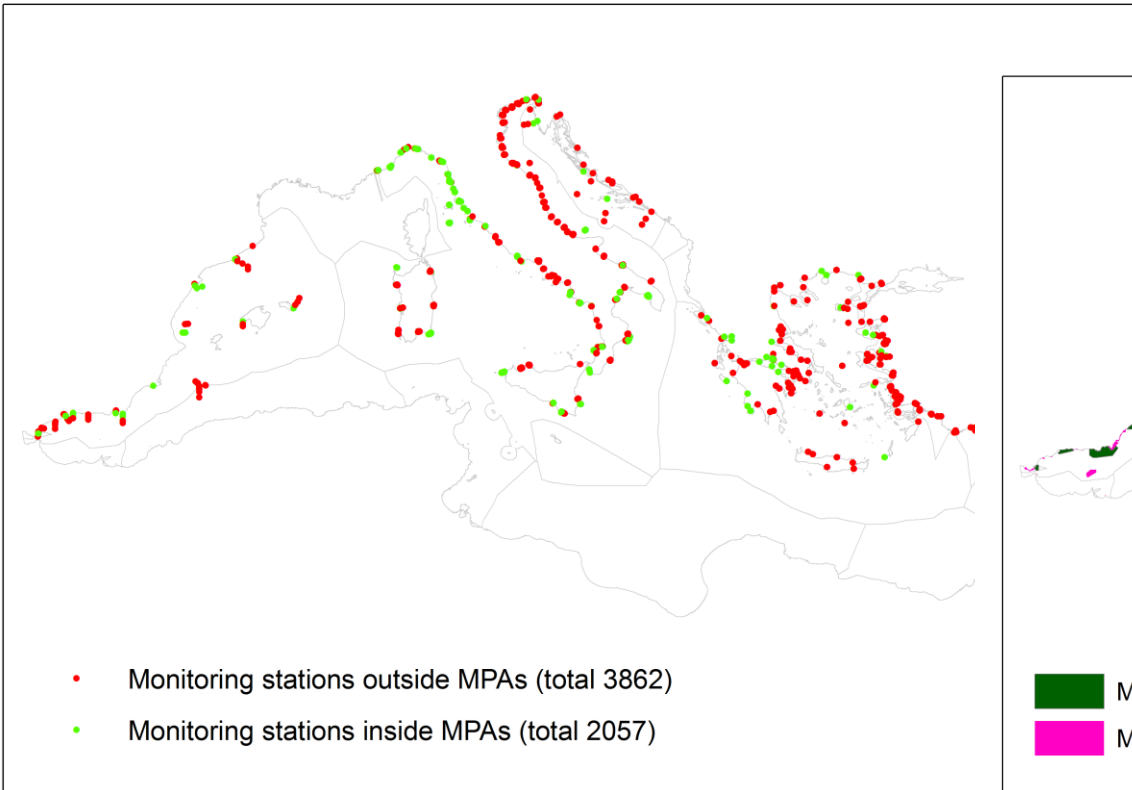 Monitoring stations outside MPAs (total 3862)
Monitoring stations inside MPAs (total 2057)
M
M